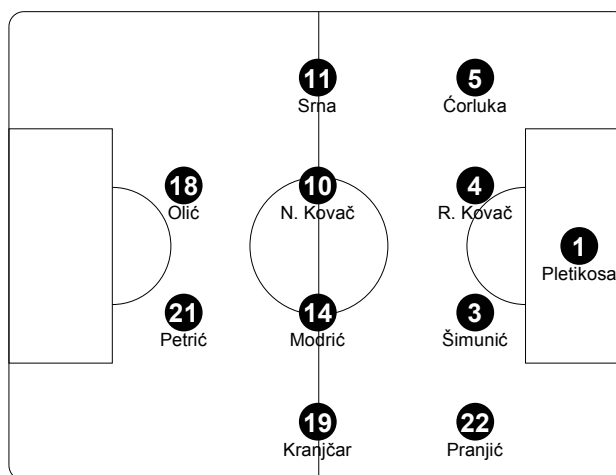 11
Srna
5
Ćorluka
18
Olić
10
N. Kovač
4
R. Kovač
1
Pletikosa
21
Petrić
14
Modrić
3
Šimunić
19
Kranjčar
22
Pranjić